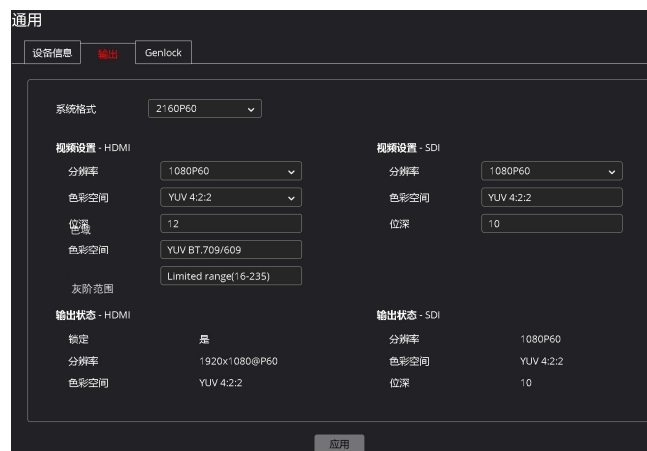 通用
设备信息 输出 Genlock
系统格式 2160P60
视频设置 - HDMI 视频设置 - SDI
分辨率 1080P60 分辨率 1080P60
色彩空间 YUV 4:2:2 色彩空间 YUV 4:2:2
位深 12 位深 10
色域
色彩空间 YUV BT.709/609
Limited range(16-235)
灰阶范围
输出状态 - HDMI 输出状态 - SDI
锁定 是 分辨率 1080P60
分辨率 1920x1080@P60 色彩空间 YUV 4:2:2
色彩空间 YUV 4:2:2 位深 10
应用